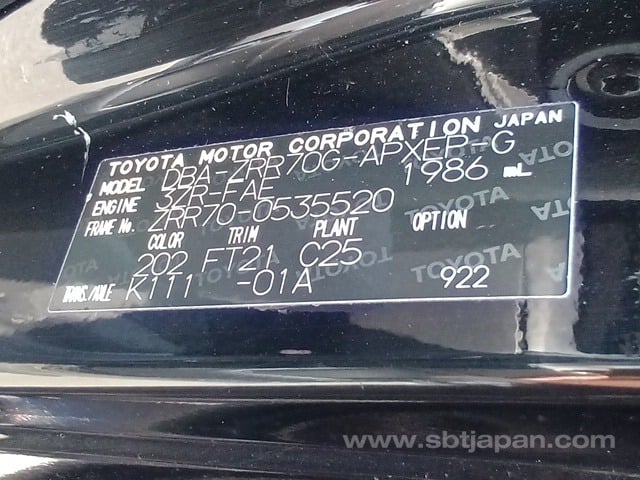 TOYOTA MOTOR CORPORATION JAPAN
MODEL DBA-ZRR70G-APXEP-G
ENGINE 3ZR-FAE 1986 mL
FRAME No. ZRR70-0535520
COLOR TRIM PLANT OPTION
202 FT21 C25
TRANS./AXLE K111 -01A 922
www.sbtjapan.com